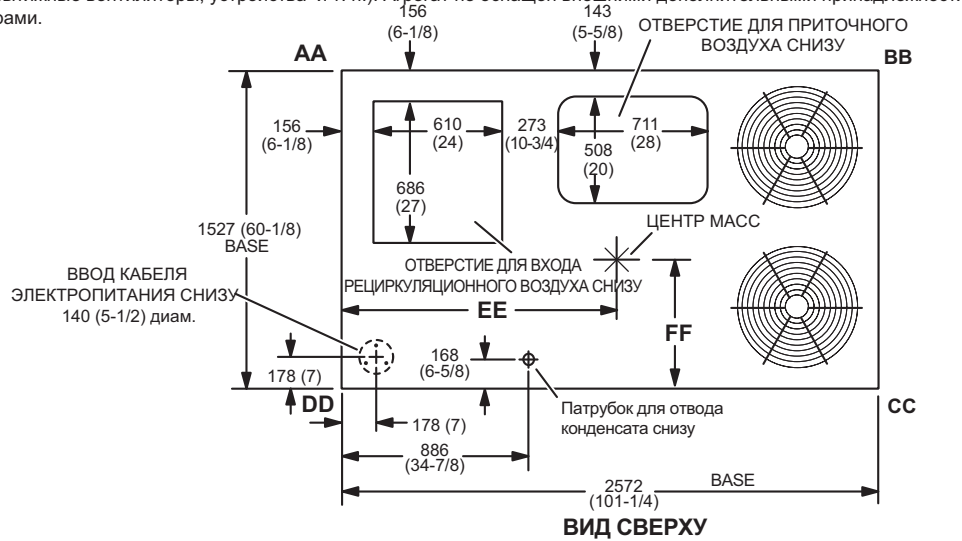 рами.
156
(6-1/8)
143
(5-5/8)
ОТВЕРСТИЕ ДЛЯ ПРИТОЧНОГО
ВОЗДУХА СНИЗУ
AA
BB
156
(6-1/8)
610
(24)
273
(10-3/4)
711
(28)
508
(20)
686
(27)
ЦЕНТР МАСС
1527 (60-1/8)
BASE
ОТВЕРСТИЕ ДЛЯ ВХОДА
РЕЦИРКУЛЯЦИОННОГО ВОЗДУХА СНИЗУ
ВВОД КАБЕЛЯ
ЭЛЕКТРОПИТАНИЯ СНИЗУ
140 (5-1/2) диам.
EE
FF
168
(6-5/8)
178 (7)
DD
CC
178 (7)
Патрубок для отвода
конденсата снизу
886
(34-7/8)
2572
(101-1/4)
BASE
ВИД СВЕРХУ